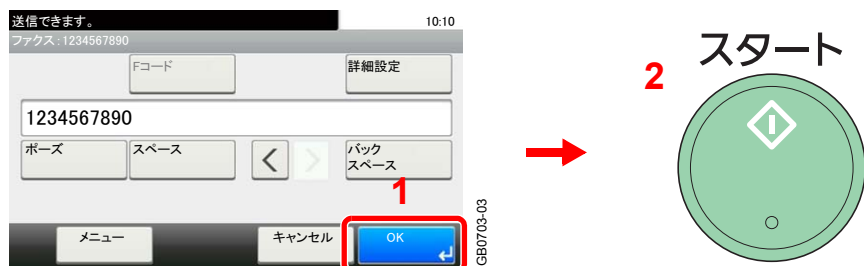 送信できます。 10:10
ファクス:1234567890
Fコード 詳細設定
1234567890
ポーズ スペース バック
スペース
1
メニュー キャンセル OK
GB0703-03
スタート
2